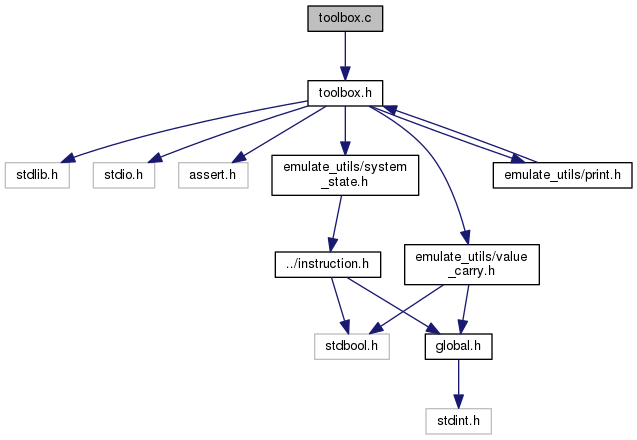 toolbox.c
toolbox.h
stdlib.h
stdio.h
assert.h
emulate_utils/system
_state.h
emulate_utils/print.h
../instruction.h
emulate_utils/value
_carry.h
stdbool.h
global.h
stdint.h